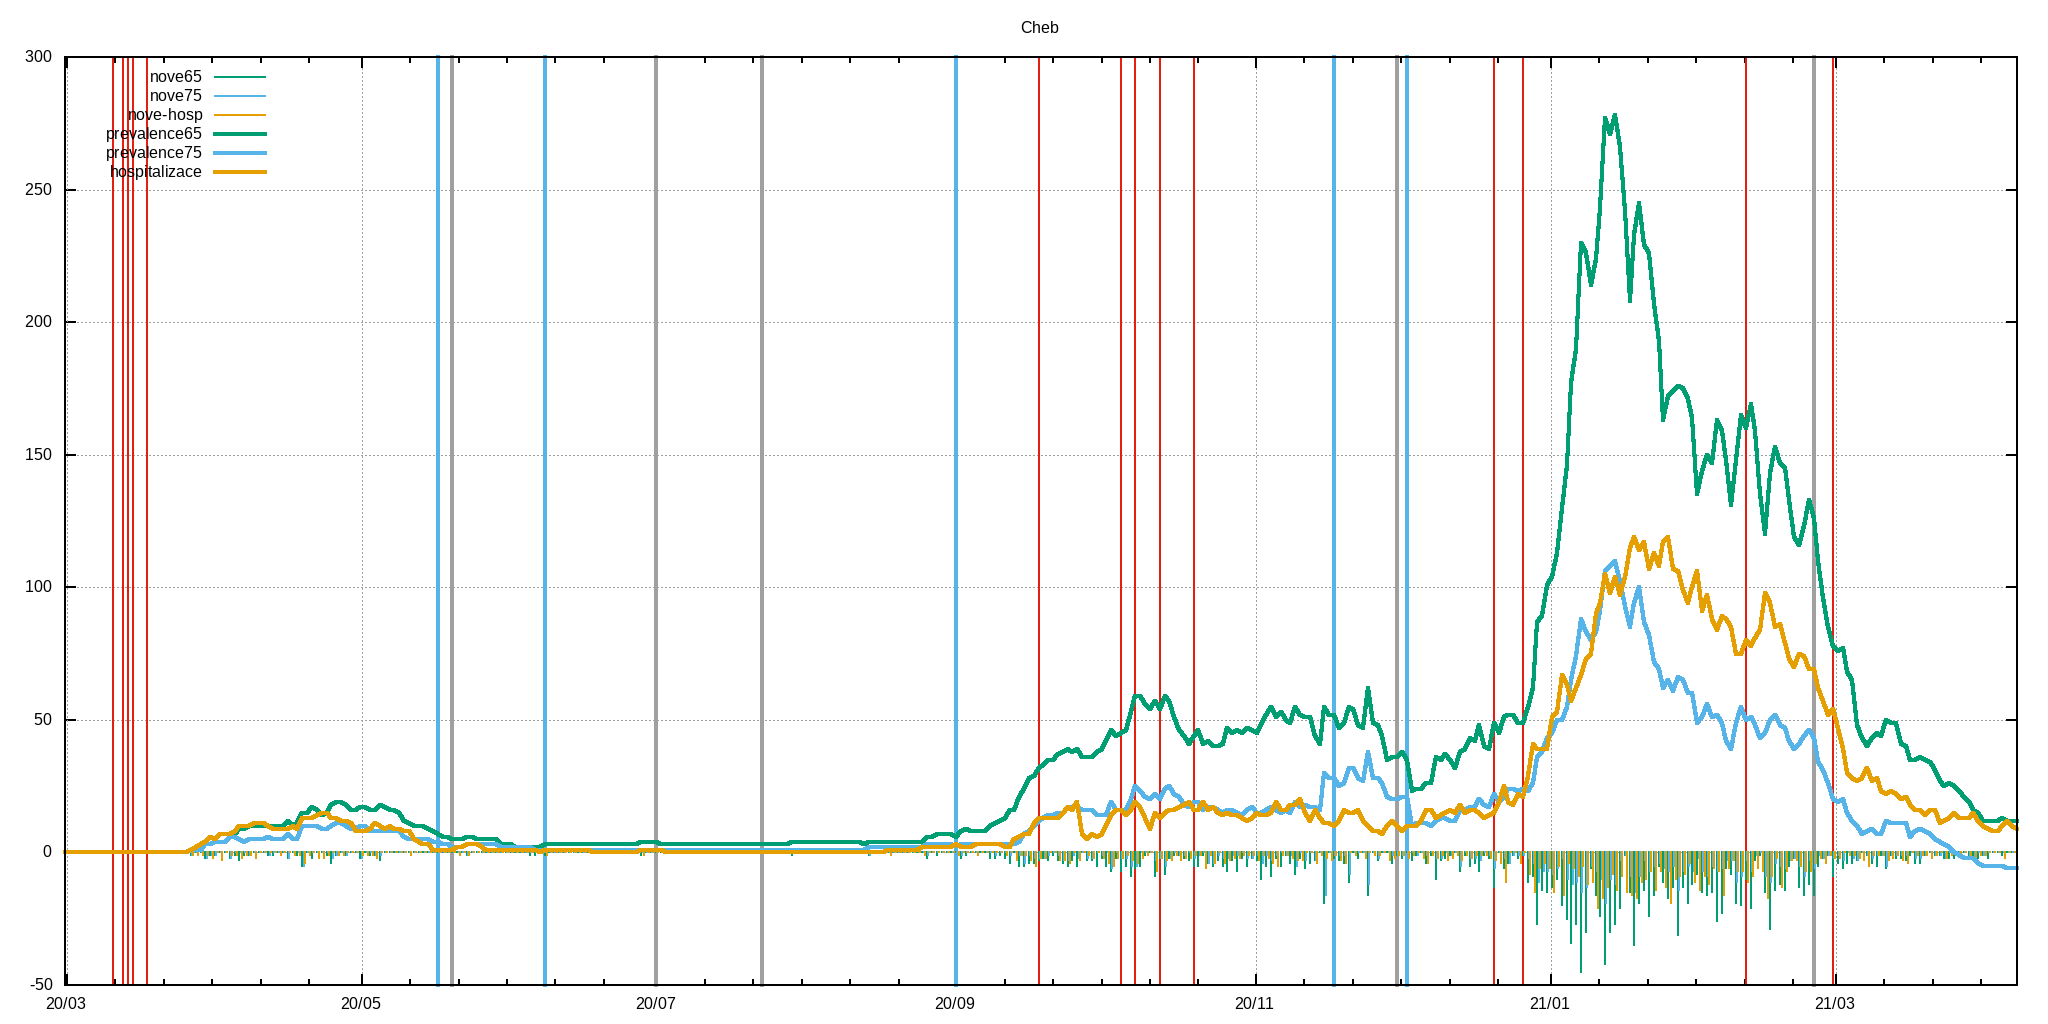 Cheb
300
250
200
150
100
50
0
-50
nove65
nove75
nove-hosp
prevalence65
prevalence75
hospitalizace
20/03 20/05 20/07 20/09 20/11 21/01 21/03